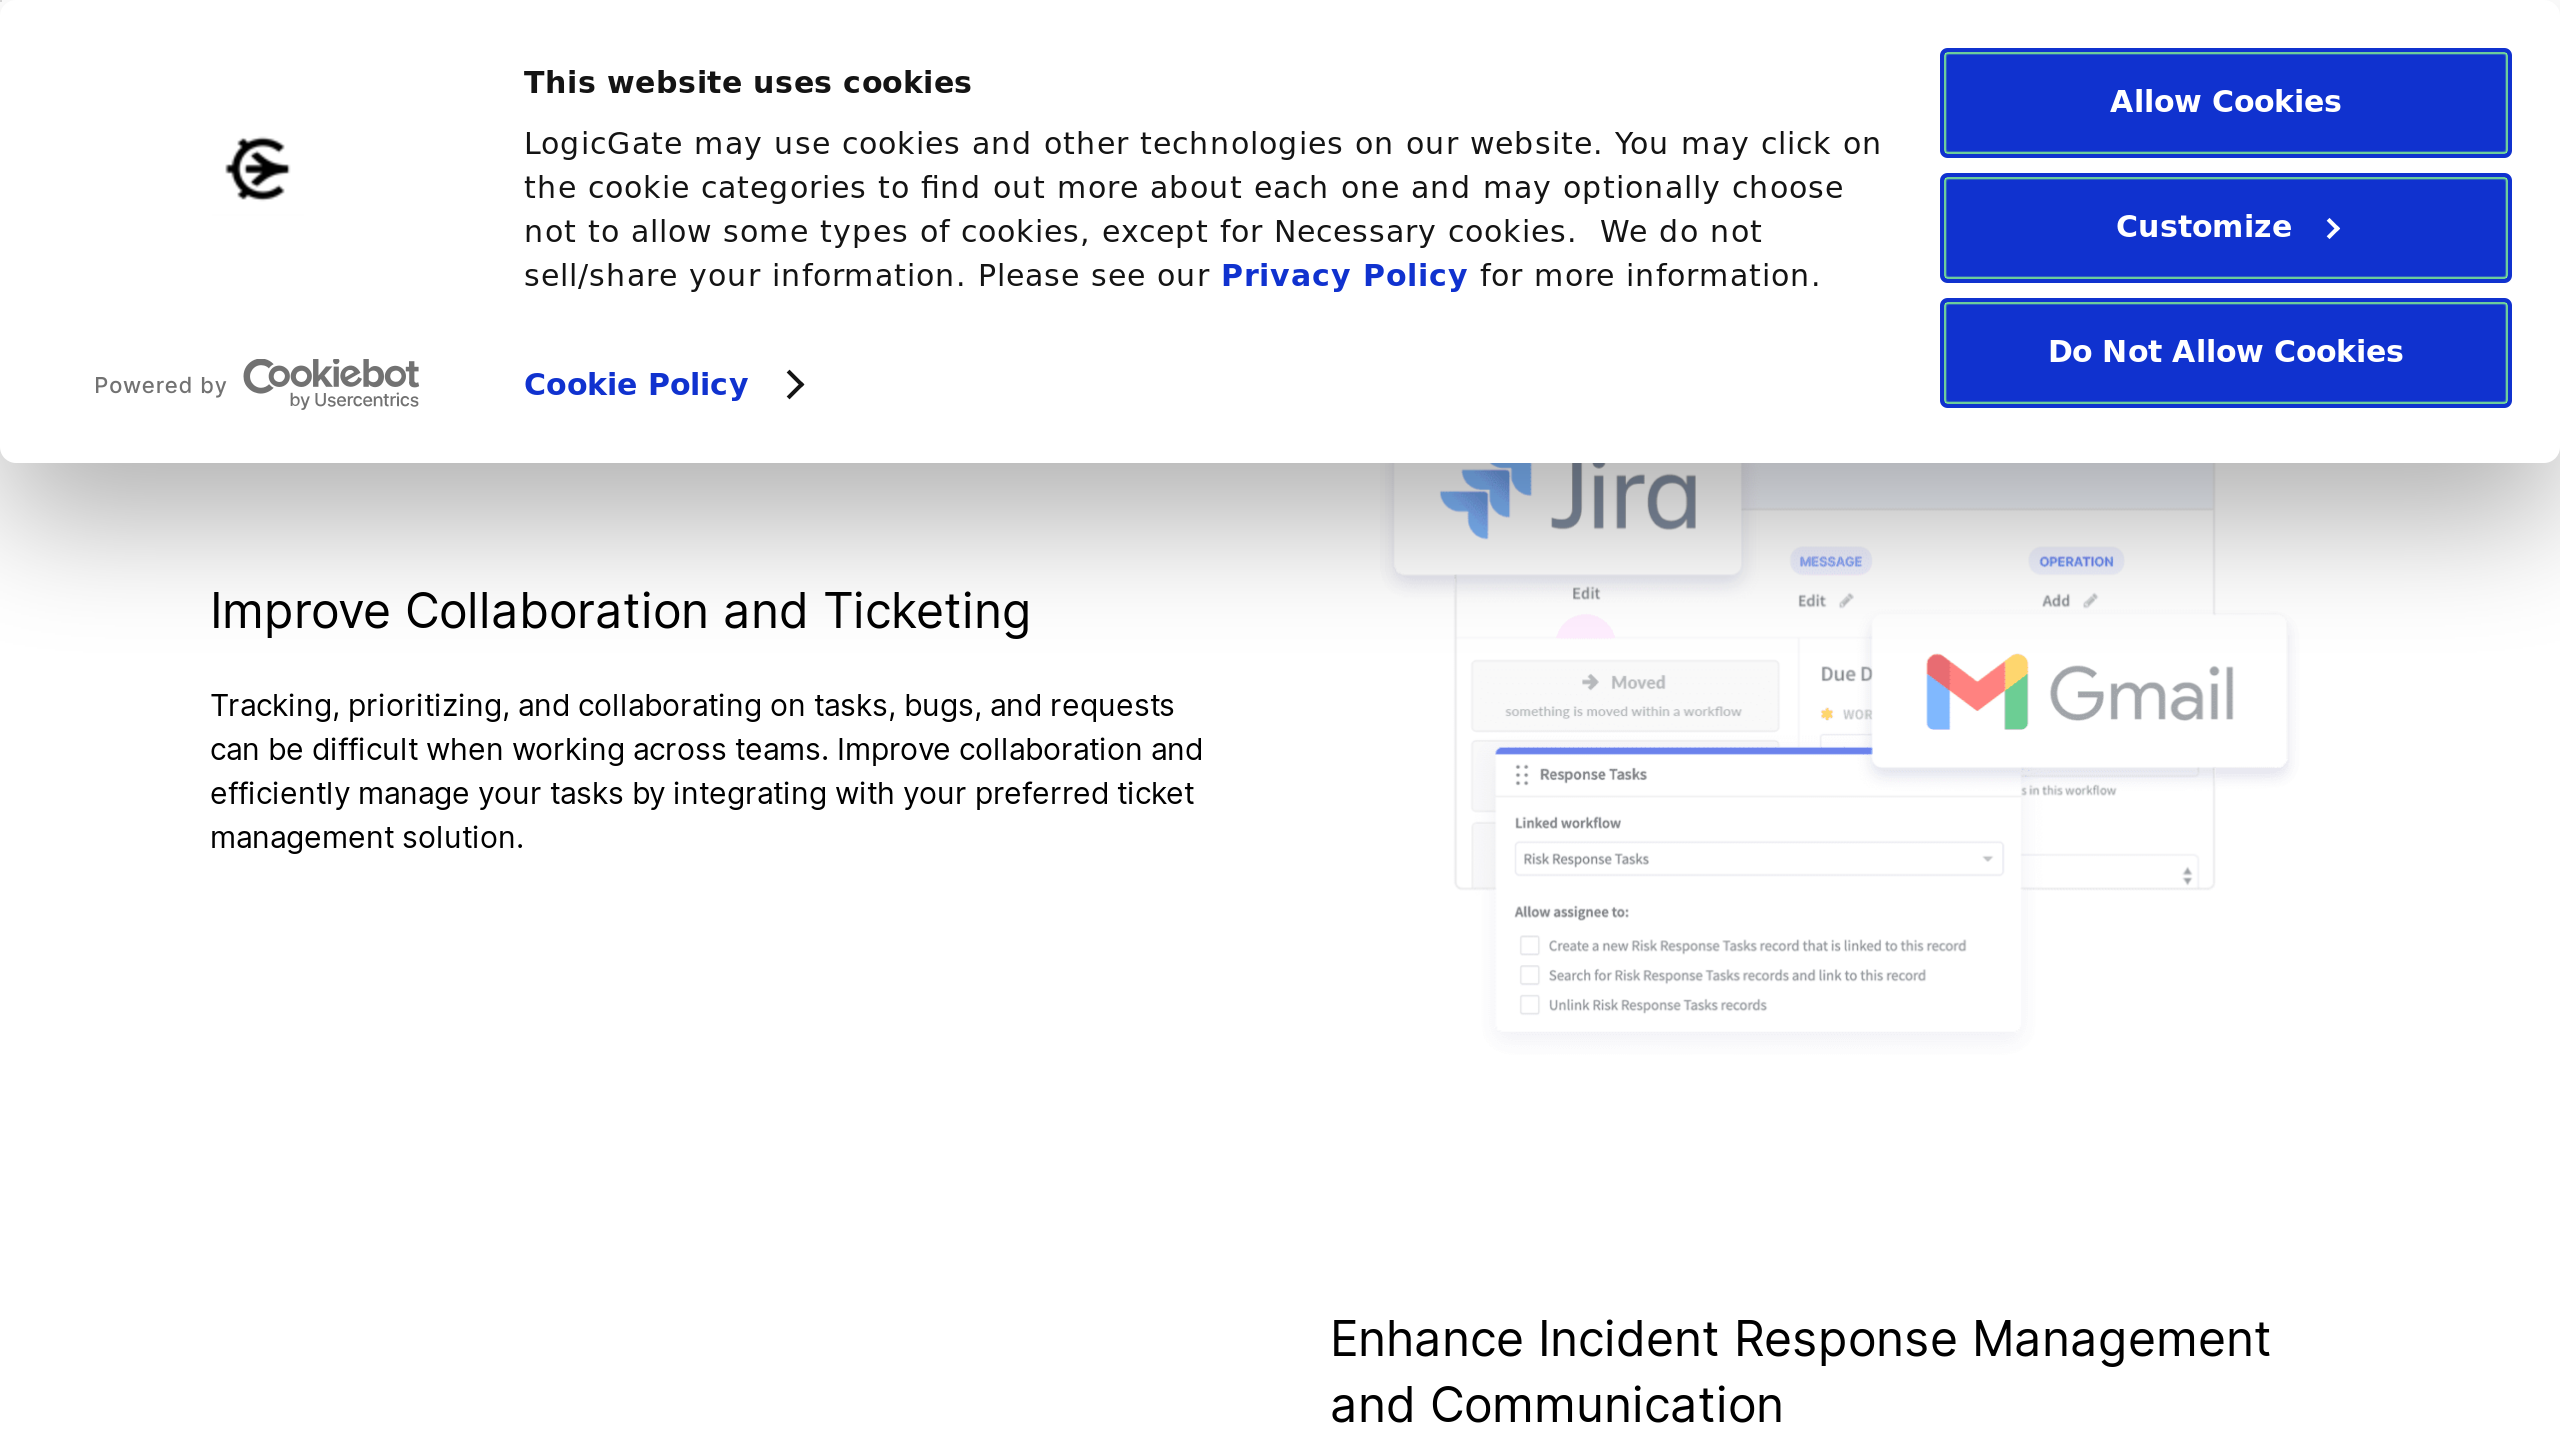 This website uses cookies
LogicGate may use cookies and other technologies on our website. You may click on
the cookie categories to find out more about each one and may optionally choose
not to allow some types of cookies, except for Necessary cookies.  We do not
sell/share your information. Please see our Privacy Policy for more information.
Powered by Cookiebot
by Usercentrics
Cookie Policy
Allow Cookies
Customize
Do Not Allow Cookies
Improve Collaboration and Ticketing
Tracking, prioritizing, and collaborating on tasks, bugs, and requests
can be difficult when working across teams. Improve collaboration and
efficiently manage your tasks by integrating with your preferred ticket
management solution.
Jira
MESSAGE
OPERATION
Edit
Edit
Add
Moved
something is moved within a workflow
Due D
WOR
Gmail
Response Tasks
s in this workflow
Linked workflow
Risk Response Tasks
Allow assignee to:
Create a new Risk Response Tasks record that is linked to this record
Search for Risk Response Tasks records and link to this record
Unlink Risk Response Tasks records
Enhance Incident Response Management
and Communication